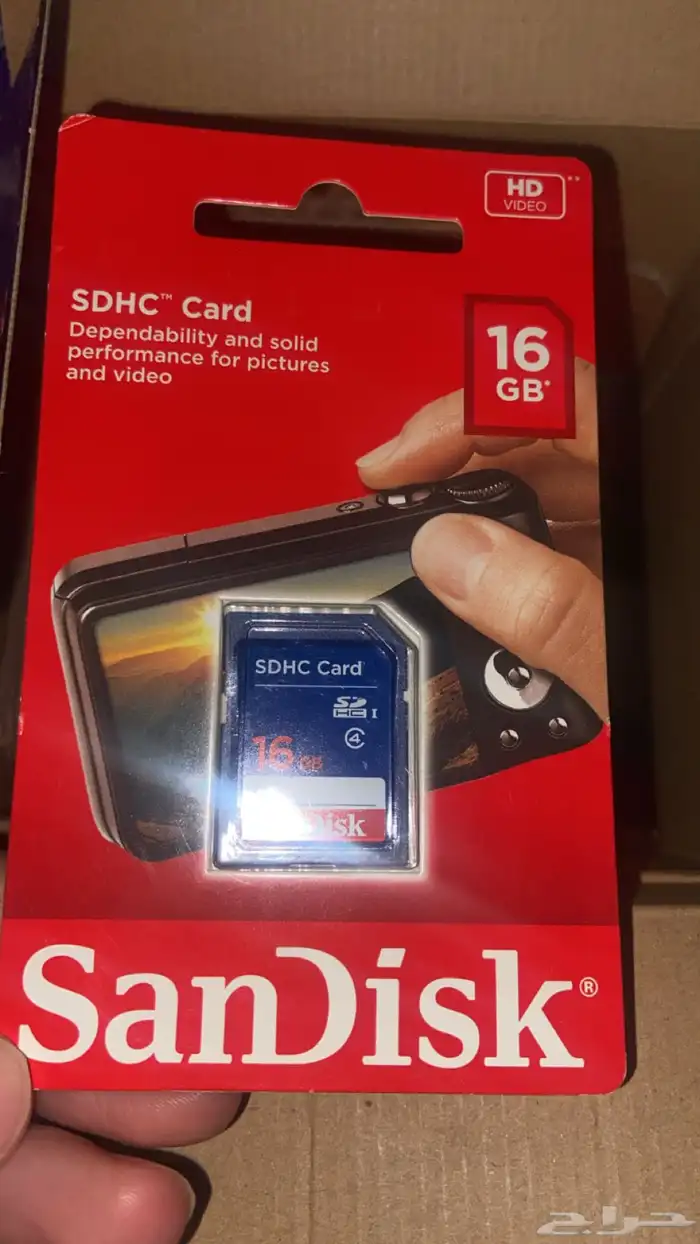 HD**
VIDEO
SDHC™ Card
Dependability and solid
performance for pictures
and video
16
GB*
SDHC Card
SD
HC I
4
16 GB
Disk
SanDisk®
حراج